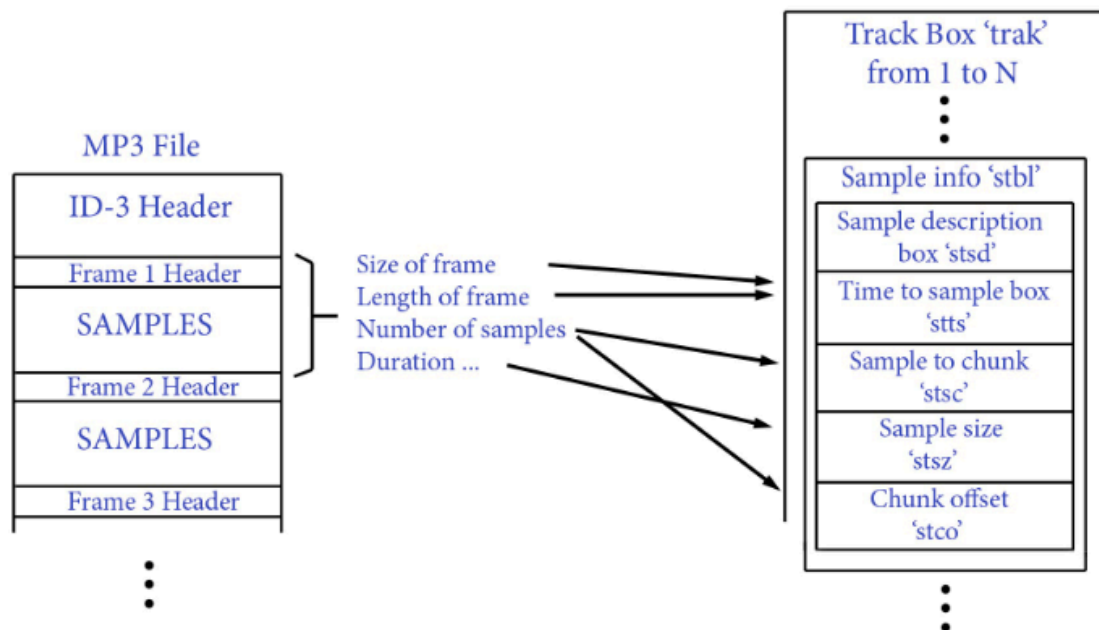 MP3 File
ID-3 Header
Frame 1 Header
SAMPLES
Frame 2 Header
SAMPLES
Frame 3 Header
Size of frame
Length of frame
Number of samples
Duration ...
Track Box ‘trak’
from 1 to N
Sample info ‘stbl’
Sample description
box ‘stsd’
Time to sample box
‘stts’
Sample to chunk
‘stsc’
Sample size
‘stsz’
Chunk offset
‘stco’